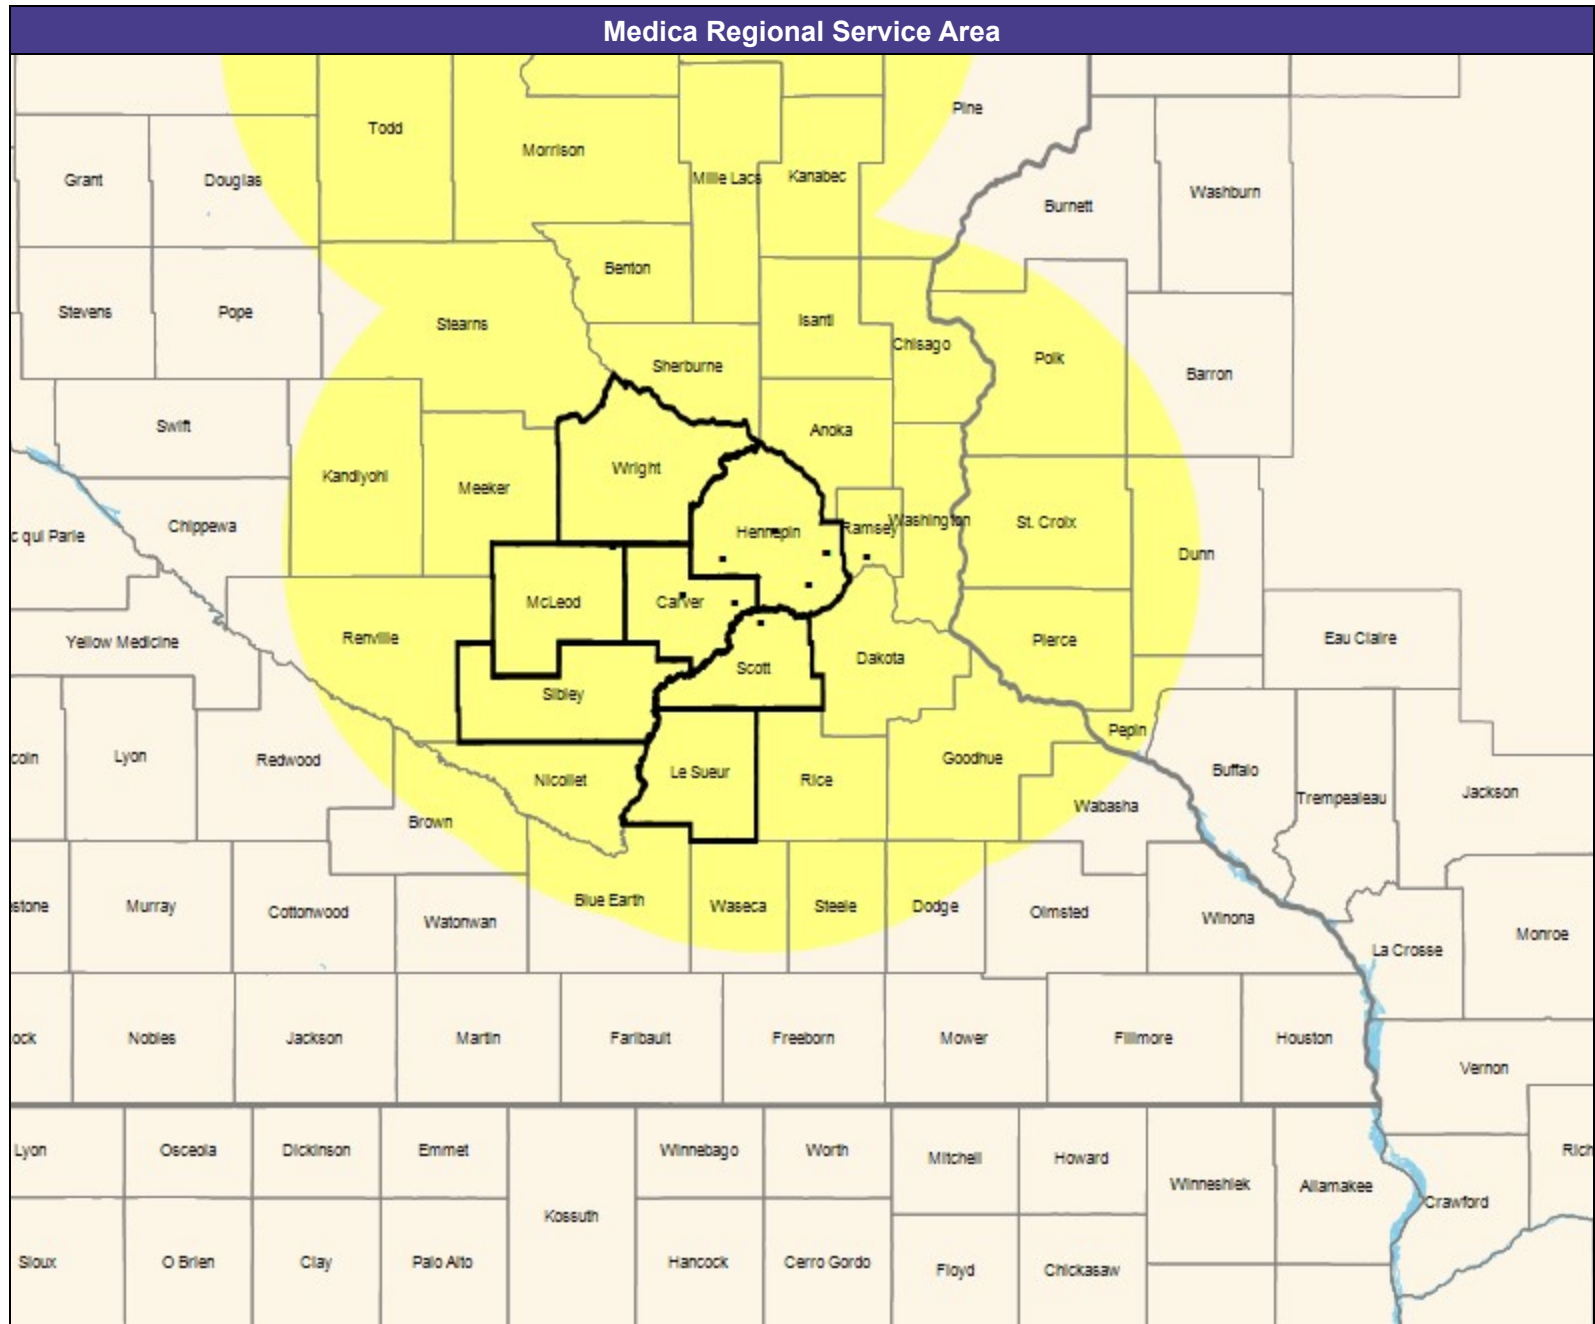 Medica Regional Service Area
Pine
Todd
Morrison
Grant
Douglas
Mille Lacs
Kanabec
Washburn
Burnett
Benton
Stevens
Pope
Stearns
Isanti
Chisago
Polk
Sherburne
Barron
Swift
Anoka
Wright
Kandiyohi
Meeker
Chippewa
Hennepin
Ramsey
Washington
St. Croix
c qui Parle
Dunn
McLeod
Carver
Yellow Medicine
Renville
Pierce
Eau Claire
Scott
Dakota
Sibley
Pepin
coln
Lyon
Redwood
Nicollet
Le Sueur
Rice
Goodhue
Buffalo
Trempealeau
Jackson
Wabasha
Brown
stone
Murray
Cottonwood
Watonwan
Blue Earth
Waseca
Steele
Dodge
Olmsted
Winona
La Crosse
Monroe
ock
Nobles
Jackson
Martin
Faribault
Freeborn
Mower
Fillmore
Houston
Vernon
Lyon
Osceola
Dickinson
Emmet
Winnebago
Worth
Mitchell
Howard
Rich
Winneshiek
Allamakee
Crawford
Kossuth
Sioux
O Brien
Clay
Palo Alto
Hancock
Cerro Gordo
Floyd
Chickasaw